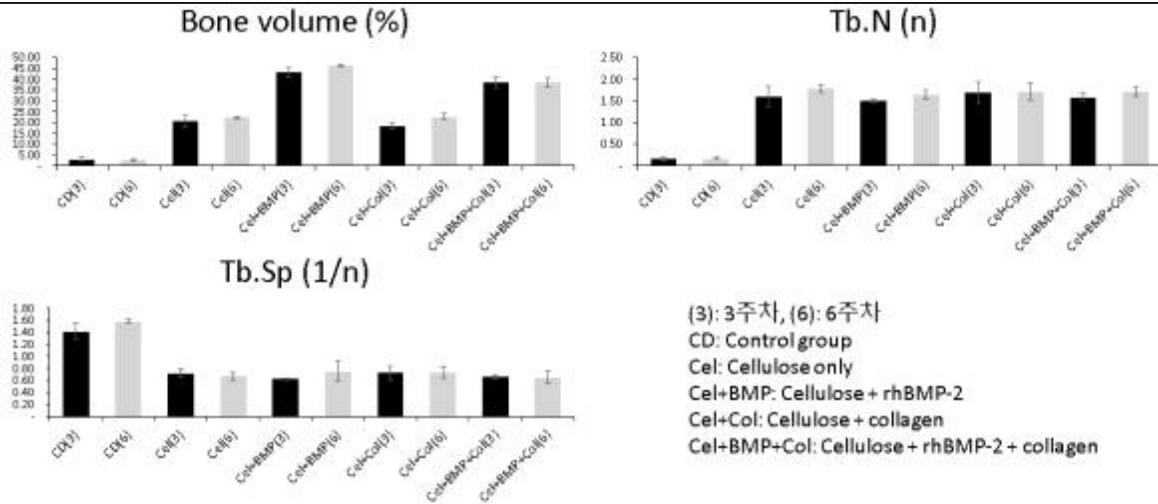 Bone volume (%)
50.00
45.00
40.00
35.00
30.00
25.00
20.00
15.00
10.00
5.00
-
CD(3)
CD(6)
Cel(3)
Cel(6)
Cel+BMP(3)
Cel+BMP(6)
Cel+Col(3)
Cel+Col(6)
Cel+BMP+Col(3)
Cel+BMP+Col(6)
Tb.N (n)
2.50
2.00
1.50
1.00
0.50
-
CD(3)
CD(6)
Cel(3)
Cel(6)
Cel+BMP(3)
Cel+BMP(6)
Cel+Col(3)
Cel+Col(6)
Cel+BMP+Col(3)
Cel+BMP+Col(6)
Tb.Sp (1/n)
1.80
1.60
1.40
1.20
1.00
0.80
0.60
0.40
0.20
-
CD(3)
CD(6)
Cel(3)
Cel(6)
Cel+BMP(3)
Cel+BMP(6)
Cel+Col(3)
Cel+Col(6)
Cel+BMP+Col(3)
Cel+BMP+Col(6)
(3): 3주차, (6): 6주차
CD: Control group
Cel: Cellulose only
Cel+BMP: Cellulose + rhBMP-2
Cel+Col: Cellulose + collagen
Cel+BMP+Col: Cellulose + rhBMP-2 + collagen